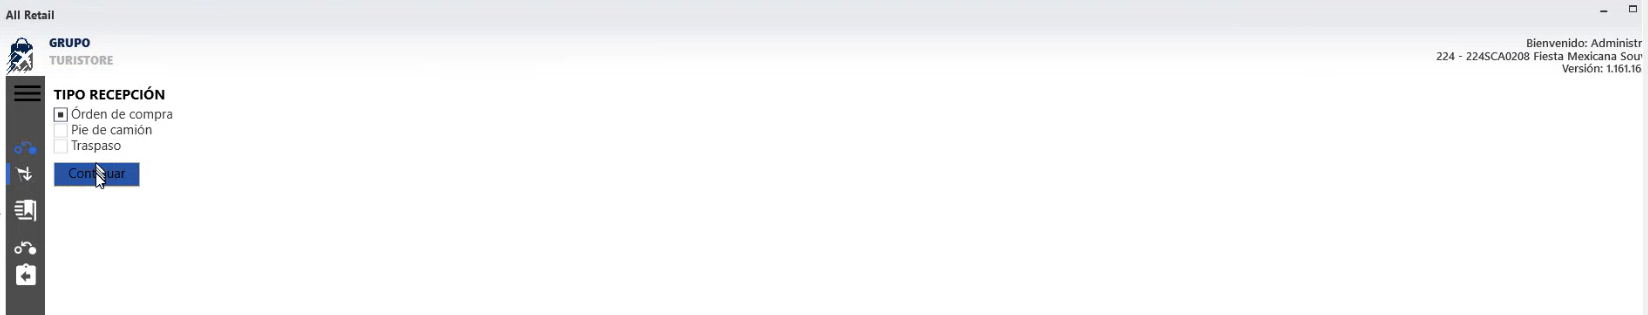 All Retail
GRUPO
TURISTORE
Bienvenido: Administr
224 - 224SCA0208 Fiesta Mexicana Sou
Versión: 1.161.16
TIPO RECEPCIÓN
Órden de compra
Pie de camión
Traspaso
Continuar